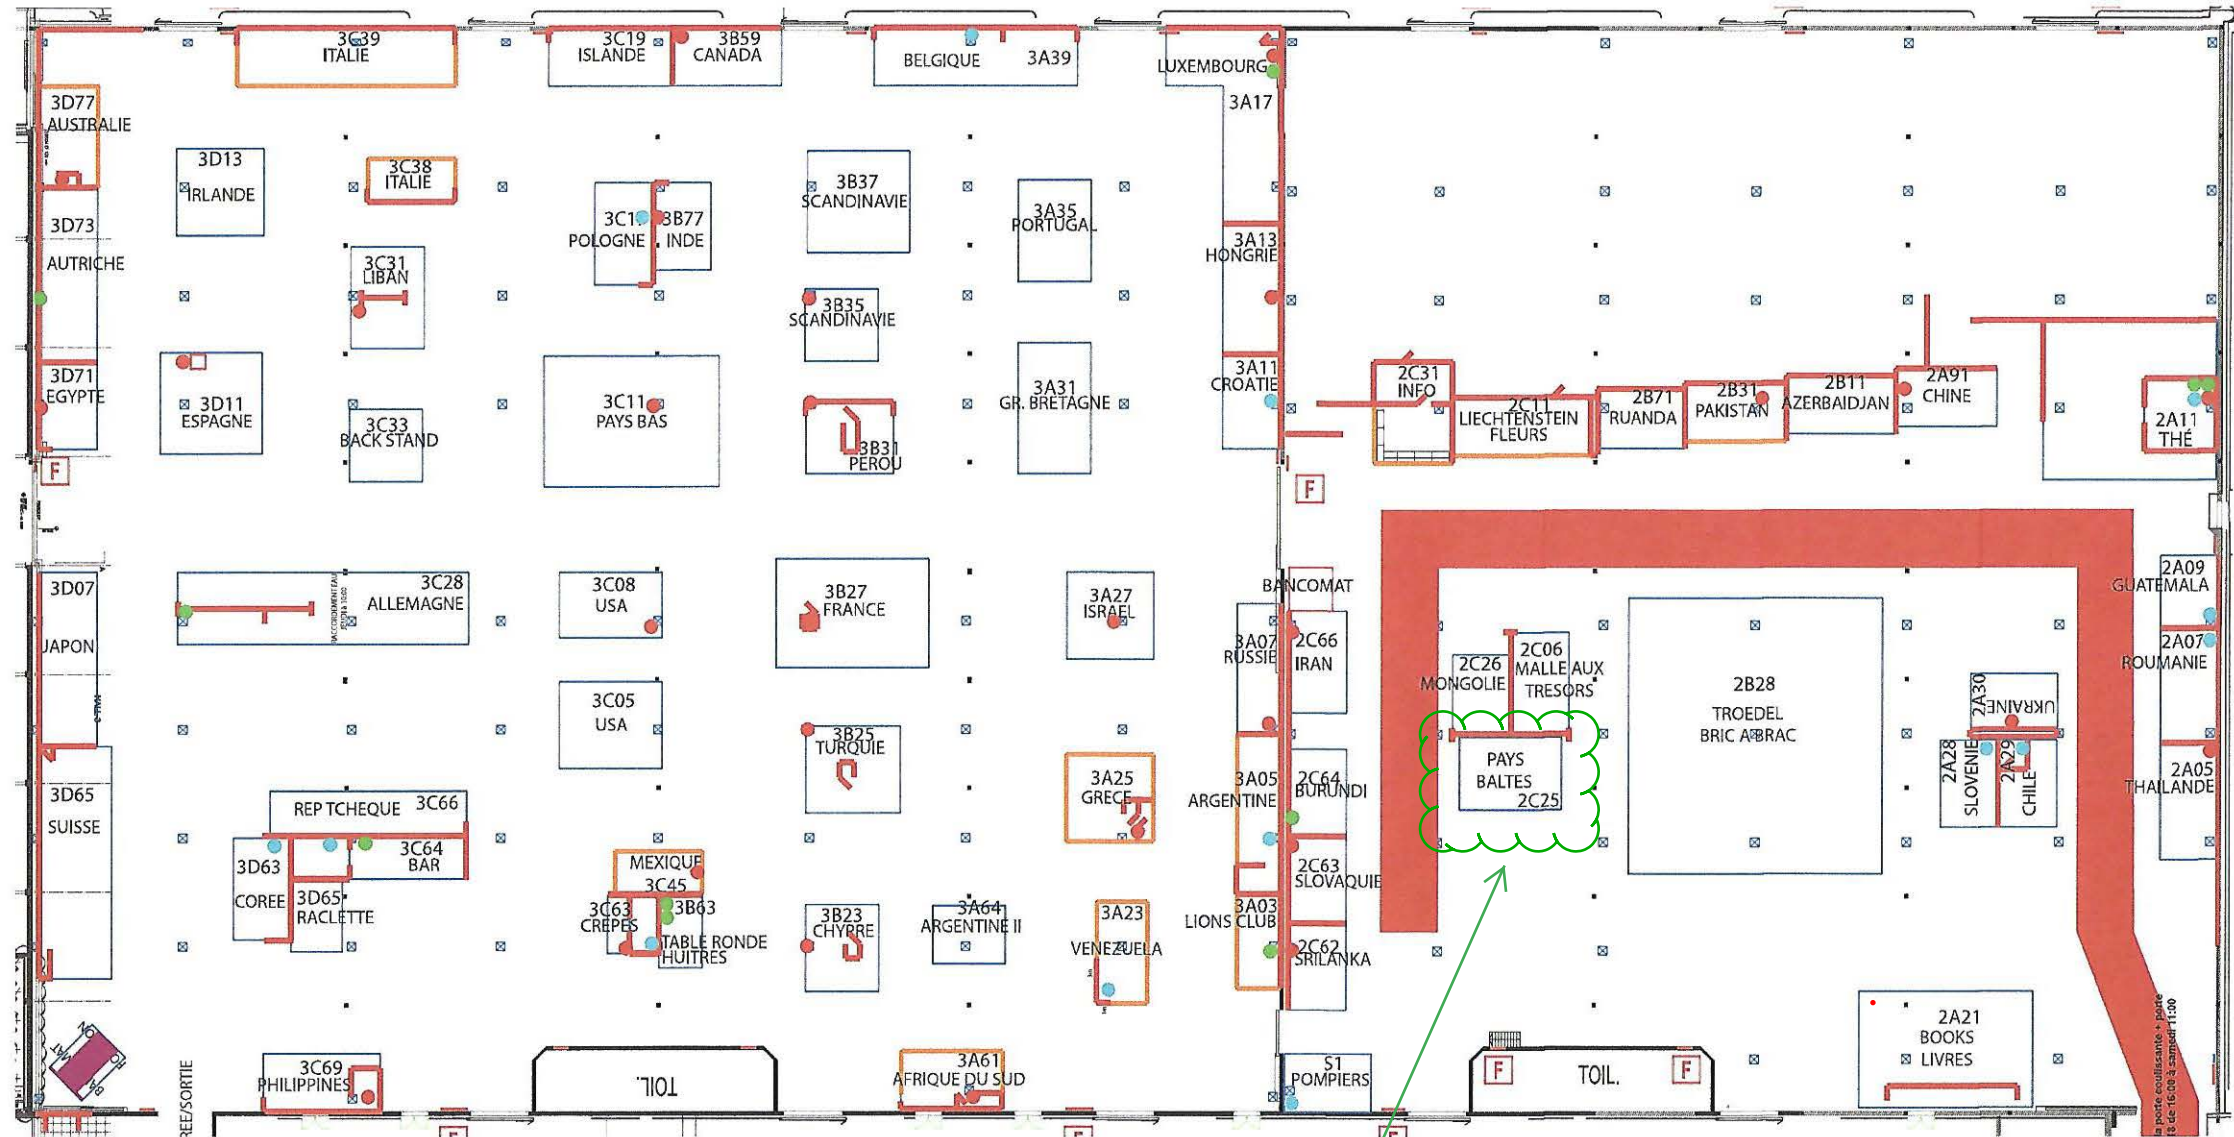 3C39
ITALIE
3C19
ISLANDE
3B59
CANADA
BELGIQUE
3A39
LUXEMBOURG
3A17
3D77
AUSTRALIE
3D13
IRLANDE
3C38
ITALIE
POLOGNE
3B77
INDE
3B37
SCANDINAVIE
3A35
PORTUGAL
3D73
AUTRICHE
3C31
LIBAN
3A13
HONGRIE
3B35
SCANDINAVIE
3D71
EGYPTE
3D11
ESPAGNE
3C33
BACK STAND
3C11
PAYS BAS
3B31
PEROU
3A31
GR. BRETAGNE
3A11
CROATIE
2C31
INFO
2C11
LIECHTENSTEIN
FLEURS
2B71
RUANDA
2B31
PAKISTAN
2B11
AZERBAIDJAN
2A91
CHINE
2A11
THÉ
F
F
3D07
JAPON
3C28
ALLEMAGNE
3C08
USA
3B27
FRANCE
3A27
ISRAEL
BANCOMAT
3A07
RUSSIE
2C66
IRAN
2C26
MONGOLIE
2C06
MALLE AUX
TRESORS
2B28
TROEDEL
BRIC A BRAC
2A30
UKRAINE
2A09
GUATEMALA
2A07
ROUMANIE
3C05
USA
3B25
TURQUIE
3A25
GRECE
3A05
ARGENTINE
2C64
BURUNDI
PAYS
BALTES
2C25
2A28
SLOVENIE
2A29
CHILE
2A05
THAILANDE
3D65
SUISSE
REP TCHEQUE
3C66
3C64
BAR
3D63
COREE
3D65
RACLETTE
MEXIQUE
3C45
3C63
CREPES
3B63
TABLE RONDE
HUITRES
3B23
CHYPRE
3A64
ARGENTINE II
3A23
VENEZUELA
3A03
LIONS CLUB
2C63
SLOVAQUIE
2C62
SRILANKA
3C69
PHILIPPINES
TOIL.
3A61
AFRIQUE DU SUD
S1
POMPIERS
F
TOIL.
F
2A21
BOOKS
LIVRES
F
F
F